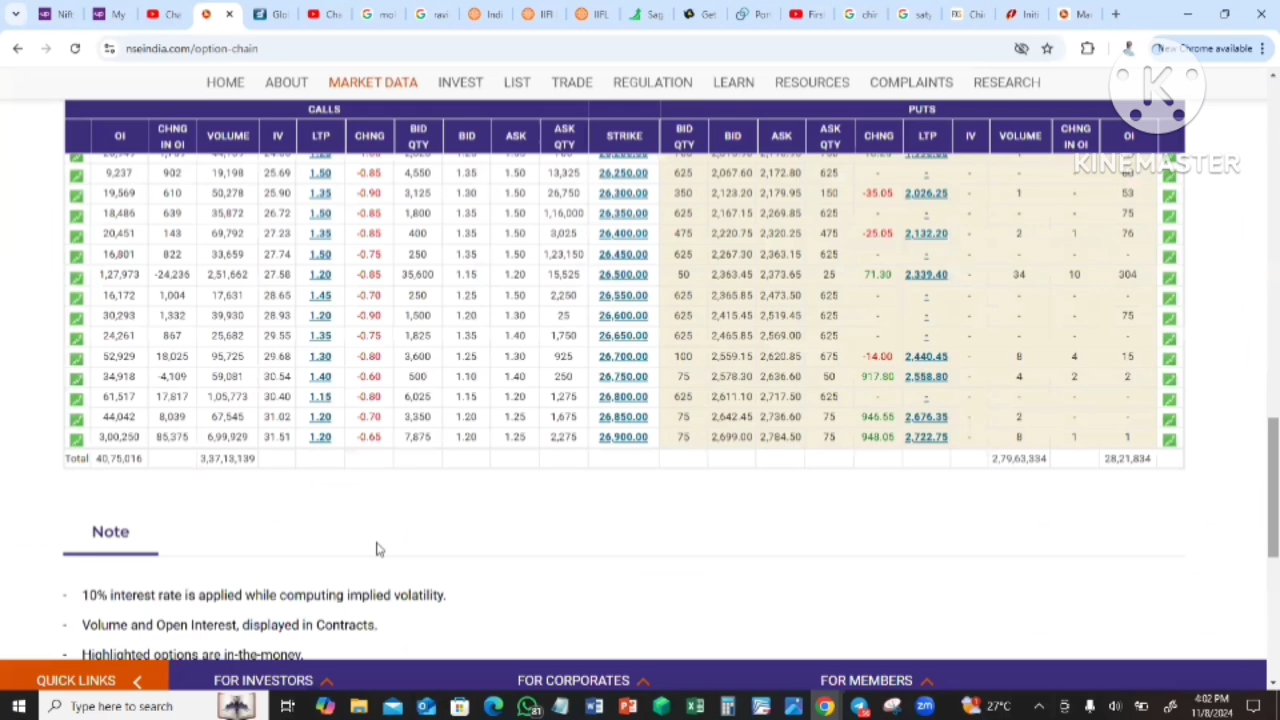 Nift
My
Chi
Glo
Cha
mol
ravi
Indi
IIFI
IIFL
Sag
Get
Por
First
chir
saty
Chi
Initi
Mar
nseindia.com/option-chain
New Chrome available
HOME ABOUT MARKET DATA INVEST LIST TRADE REGULATION LEARN RESOURCES COMPLAINTS RESEARCH
CALLS PUTS
OI CHNG IN OI VOLUME IV LTP CHNG BID QTY BID ASK ASK QTY STRIKE BID QTY BID ASK ASK QTY CHNG LTP IV VOLUME CHNG IN OI OI
9,237 902 19,198 25.69 1.50 -0.85 4,550 1.35 1.50 13,325 26,250.00 625 2,067.60 2,172.80 625 - - - - -
19,569 610 50,278 25.90 1.35 -0.90 3,125 1.30 1.50 26,750 26,300.00 350 2,123.20 2,179.95 150 -35.05 2,026.25 - 1 - 53
18,486 639 35,872 26.72 1.50 -0.85 1,800 1.35 1.50 1,16,000 26,350.00 625 2,167.15 2,269.85 625 - - - - - 75
20,451 143 69,792 27.23 1.35 -0.85 400 1.35 1.50 3,025 26,400.00 475 2,220.75 2,320.25 475 -25.05 2,132.20 - 2 1 76
16,801 822 33,659 27.74 1.50 -0.75 250 1.35 1.50 1,23,150 26,450.00 625 2,267.30 2,363.15 625 - - - - - -
1,27,973 -24,236 2,51,662 27.58 1.20 -0.85 35,600 1.15 1.20 15,525 26,500.00 50 2,363.45 2,373.65 25 71.30 2,339.40 - 34 10 304
16,172 1,004 17,631 28.65 1.45 -0.70 250 1.25 1.50 2,250 26,550.00 625 2,365.85 2,473.50 625 - - - - - -
30,293 1,332 39,930 28.93 1.20 -0.90 1,500 1.20 1.30 25 26,600.00 625 2,415.45 2,519.45 625 - - - - - 75
24,261 867 25,682 29.55 1.35 -0.75 1,825 1.35 1.40 1,750 26,650.00 625 2,465.85 2,569.00 625 - - - - - -
52,929 18,025 95,725 29.68 1.30 -0.80 3,600 1.25 1.30 925 26,700.00 100 2,559.15 2,620.85 675 -14.00 2,440.45 - 8 4 15
34,918 -4,109 59,081 30.54 1.40 -0.60 500 1.10 1.40 250 26,750.00 75 2,578.30 2,636.60 50 917.80 2,558.80 - 4 2 2
61,517 17,817 1,05,773 30.40 1.15 -0.80 6,025 1.15 1.20 1,275 26,800.00 625 2,611.10 2,717.50 625 - - - - - -
44,042 8,039 67,545 31.02 1.20 -0.70 3,350 1.20 1.25 1,675 26,850.00 75 2,642.45 2,736.60 75 946.55 2,676.35 - 2 - -
3,00,250 85,375 6,99,929 31.51 1.20 -0.65 7,875 1.20 1.25 2,275 26,900.00 75 2,699.00 2,784.50 75 948.05 2,722.75 - 8 1 1
Total 40,75,016 3,37,13,139 2,79,63,334 28,21,834
KINEMASTER
Note
- 10% interest rate is applied while computing implied volatility.
- Volume and Open Interest, displayed in Contracts.
- Highlighted options are in-the-money.
QUICK LINKS FOR INVESTORS FOR CORPORATES FOR MEMBERS
Type here to search
81
zm
27°C
4:02 PM
11/8/2024